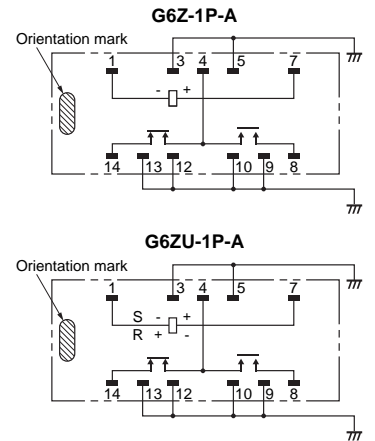 G6Z-1P-A
Orientation mark
1 3 4 5 7
- +
14 13 12 10 9 8
G6ZU-1P-A
Orientation mark
1 3 4 5 7
S - +
R + -
14 13 12 10 9 8